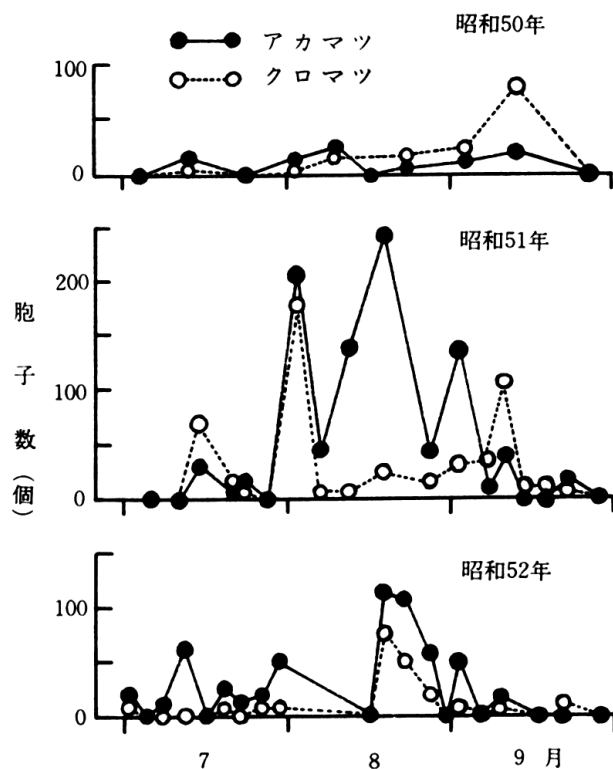 昭和50年
アカマツ
クロマツ
100
0
昭和51年
200
100
0
胞子数(個)
昭和52年
100
0
7 8 9月